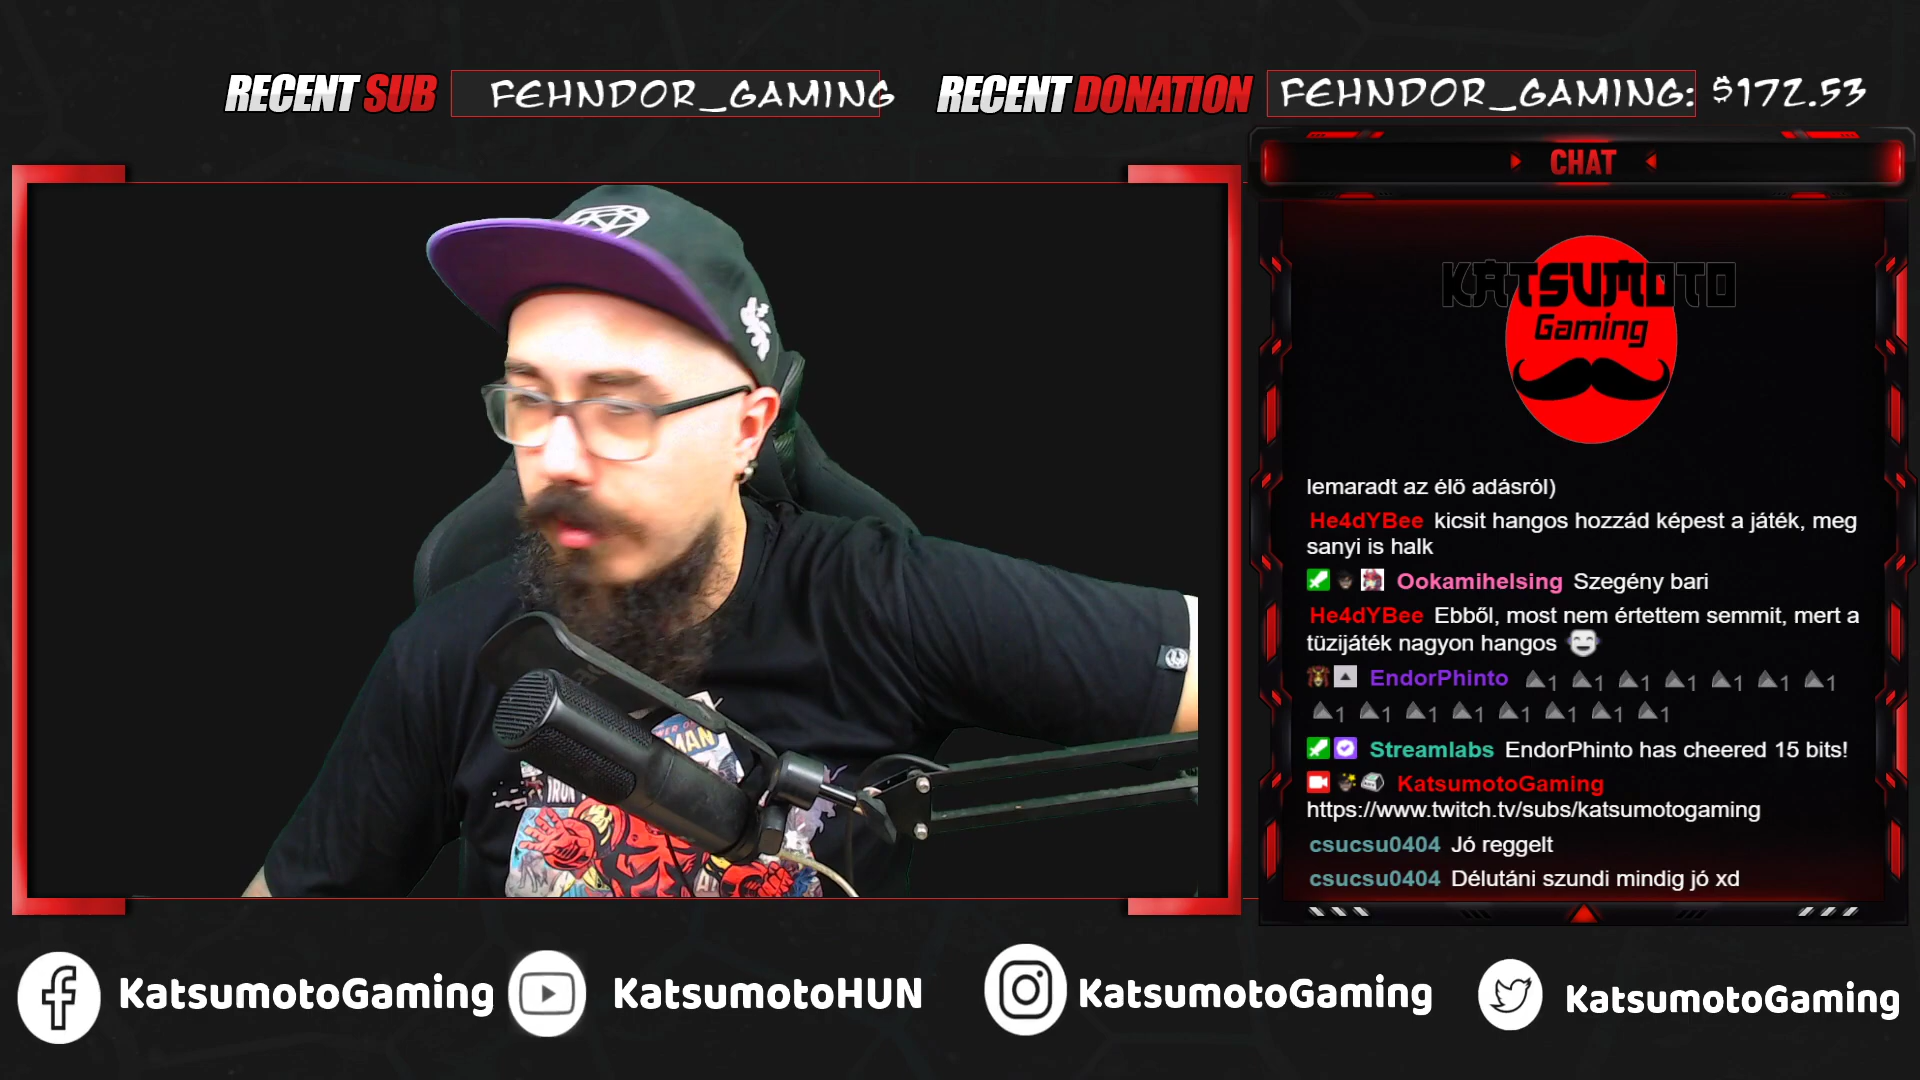 RECENT SUB FEHNDOR_GAMING
RECENT DONATION FEHNDOR_GAMING: $172.53
CHAT
KATSUMOTO
Gaming
lemaradt az élő adásról)
He4dYBee kicsit hangos hozzád képest a játék, meg
sanyi is halk
Ookamihelsing Szegény bari
He4dYBee Ebből, most nem értettem semmit, mert a
tüzijáték nagyon hangos
EndorPhinto 1 1 1 1 1 1 1
1 1 1 1 1 1 1 1
Streamlabs EndorPhinto has cheered 15 bits!
KatsumotoGaming
https://www.twitch.tv/subs/katsumotogaming
csucsu0404 Jó reggelt
csucsu0404 Délutáni szundi mindig jó xd
MAN
IRON
KatsumotoGaming
KatsumotoHUN
KatsumotoGaming
KatsumotoGaming